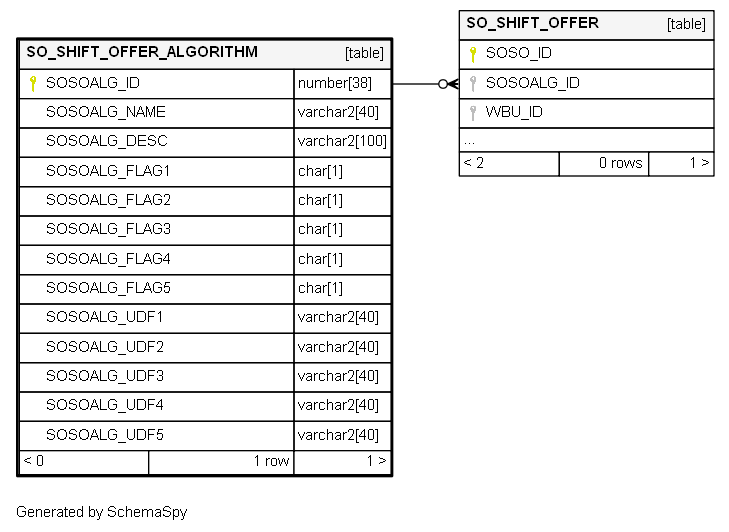 SO_SHIFT_OFFER_ALGORITHM [table]
SOSOALG_ID number[38]
SOSOALG_NAME varchar2[40]
SOSOALG_DESC varchar2[100]
SOSOALG_FLAG1 char[1]
SOSOALG_FLAG2 char[1]
SOSOALG_FLAG3 char[1]
SOSOALG_FLAG4 char[1]
SOSOALG_FLAG5 char[1]
SOSOALG_UDF1 varchar2[40]
SOSOALG_UDF2 varchar2[40]
SOSOALG_UDF3 varchar2[40]
SOSOALG_UDF4 varchar2[40]
SOSOALG_UDF5 varchar2[40]
< 0 1 row 1 >
SO_SHIFT_OFFER [table]
SOSO_ID
SOSOALG_ID
WBU_ID
...
< 2 0 rows 1 >
Generated by SchemaSpy